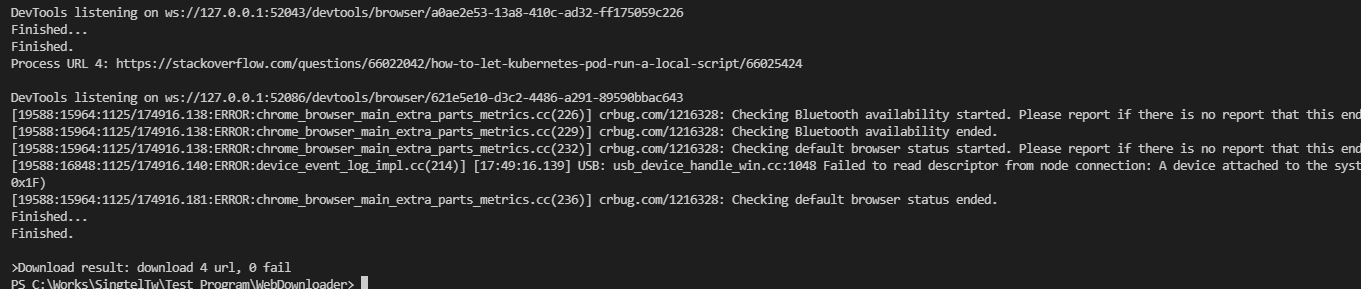 DevTools listening on ws://127.0.0.1:52043/devtools/browser/a0ae2e53-13a8-410c-ad32-ff175059c226
Finished...
Finished.
Process URL 4: https://stackoverflow.com/questions/66022042/how-to-let-kubernetes-pod-run-a-local-script/66025424
DevTools listening on ws://127.0.0.1:52086/devtools/browser/621e5e10-d3c2-4486-a291-89590bbac643
[19588:15964:1125/174916.138:ERROR:chrome_browser_main_extra_parts_metrics.cc(226)] crbug.com/1216328: Checking Bluetooth availability started. Please report if there is no report that this end
[19588:15964:1125/174916.138:ERROR:chrome_browser_main_extra_parts_metrics.cc(229)] crbug.com/1216328: Checking Bluetooth availability ended.
[19588:15964:1125/174916.138:ERROR:chrome_browser_main_extra_parts_metrics.cc(232)] crbug.com/1216328: Checking default browser status started. Please report if there is no report that this end
[19588:16848:1125/174916.140:ERROR:device_event_log_impl.cc(214)] [17:49:16.139] USB: usb_device_handle_win.cc:1048 Failed to read descriptor from node connection: A device attached to the syst
0x1F)
[19588:15964:1125/174916.181:ERROR:chrome_browser_main_extra_parts_metrics.cc(236)] crbug.com/1216328: Checking default browser status ended.
Finished...
Finished.
>Download result: download 4 url, 0 fail
PS C:\Works\SingtelTw\Test_Program\WebDownloader>